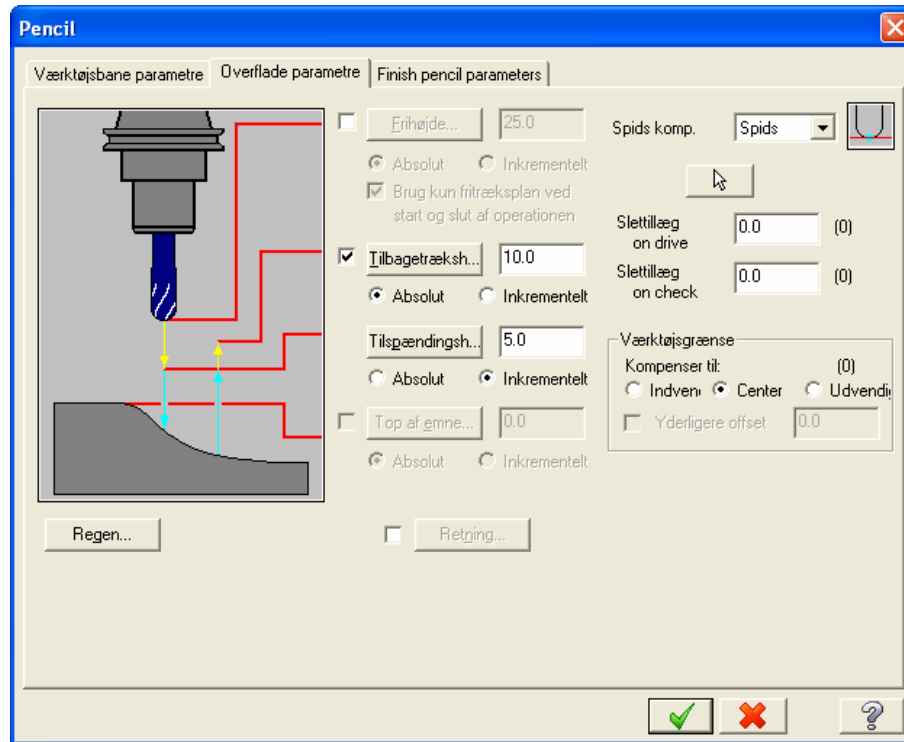 Pencil
Værktøjsbane parametre
Overflade parametre
Finish pencil parameters
Frihøjde...
25.0
Absolut
Inkrementelt
Brug kun fritræksplan ved
start og slut af operationen
Tilbagetræksh...
10.0
Absolut
Inkrementelt
Tilspændingsh...
5.0
Absolut
Inkrementelt
Top af emne...
0.0
Absolut
Inkrementelt
Spids komp.
Spids
Slettillæg
on drive
0.0
(0)
Slettillæg
on check
0.0
(0)
Værktøjsgrænse
Kompenser til:
(0)
Indven
Center
Udvendig
Yderligere offset
0.0
Regen...
Retning...